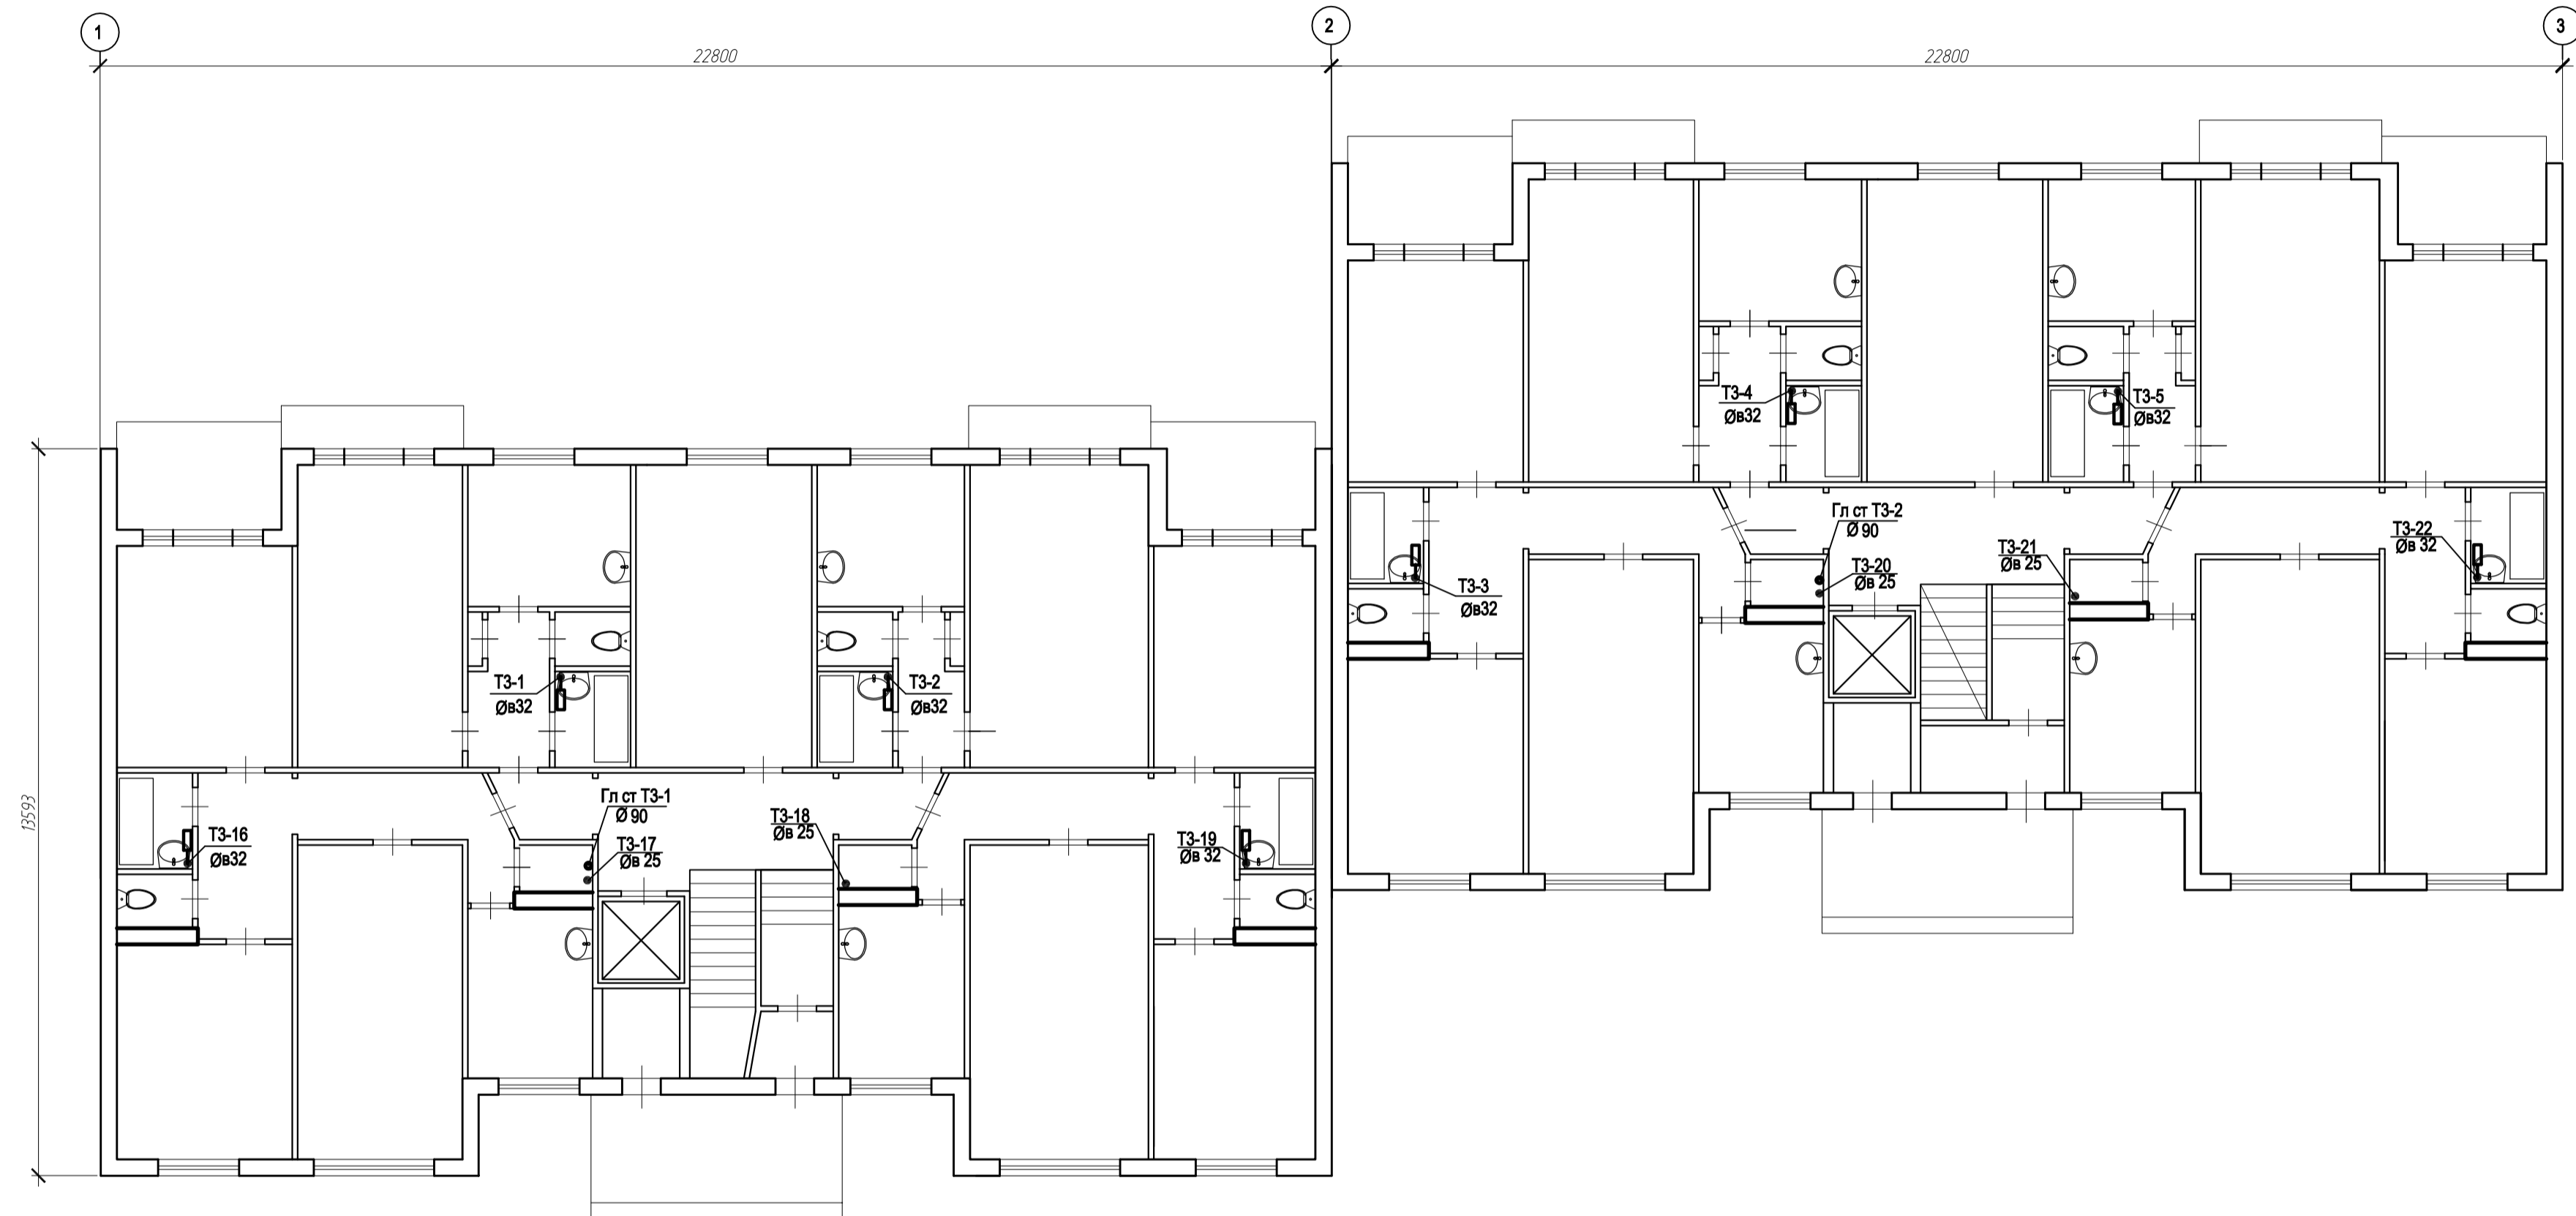 1
2
3
22800
22800
13593
Т3-4
Øв32
Т3-5
Øв32
Гл ст Т3-2
Ø 90
Т3-20
Øв 25
Т3-21
Øв 25
Т3-22
Øв 32
Т3-3
Øв32
Т3-1
Øв32
Т3-2
Øв32
Гл ст Т3-1
Ø 90
Т3-17
Øв 25
Т3-18
Øв 25
Т3-16
Øв32
Т3-19
Øв 32